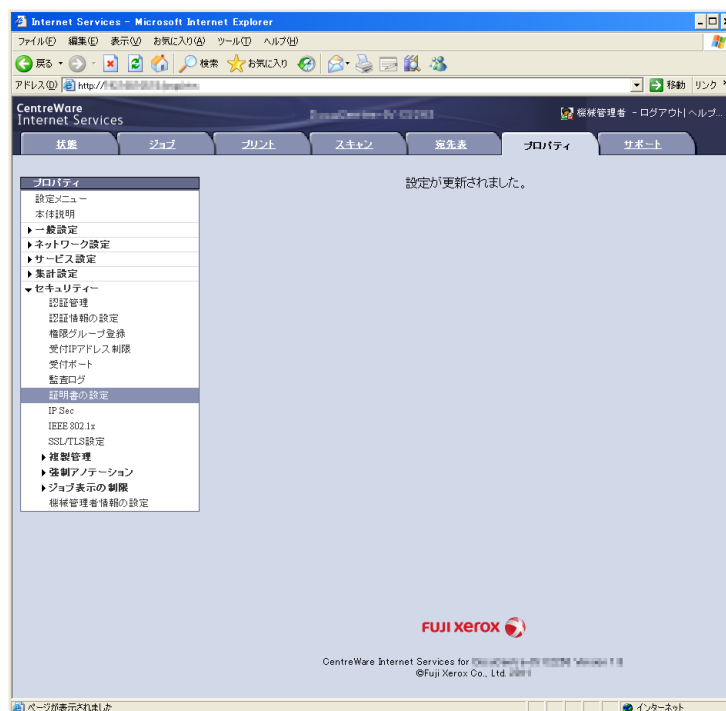 Internet Services - Microsoft Internet Explorer
ファイル(F) 編集(E) 表示(V) お気に入り(A) ツール(T) ヘルプ(H)
戻る 検索 お気に入り
アドレス(D) http:// 移動 リンク
CentreWare
Internet Services
機械管理者 - ログアウト| ヘルプ...
状態 ジョブ プリント スキャン 宛先表 プロパティ サポート
プロパティ
設定が更新されました。
設定メニュー
本体説明
一般設定
ネットワーク設定
サービス設定
集計設定
セキュリティー
認証管理
認証情報の設定
権限グループ登録
受付IPアドレス制限
受付ポート
監査ログ
証明書の設定
IP Sec
IEEE 802.1x
SSL/TLS設定
複製管理
強制アノテーション
ジョブ表示の制限
機械管理者情報の設定
FUJI xerox
CentreWare Internet Services for
©Fuji Xerox Co., Ltd.
ページが表示されました インターネット